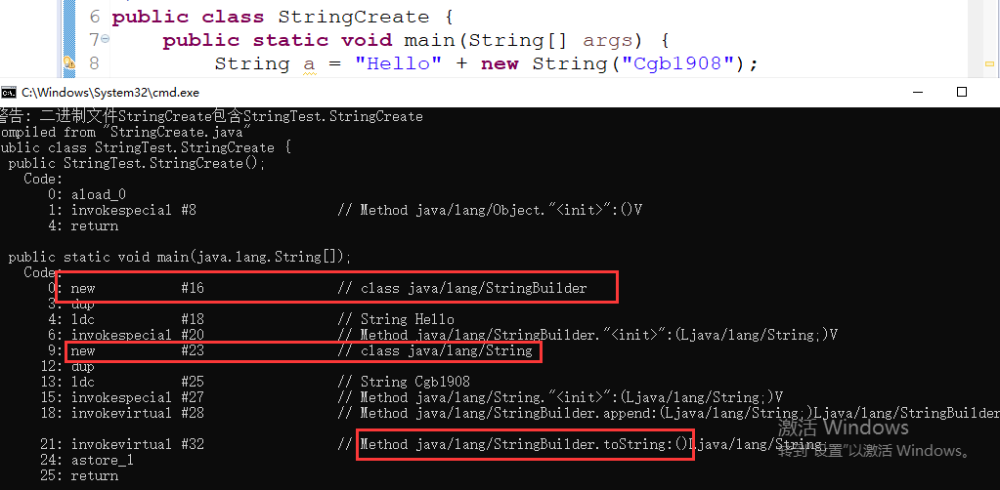 6 public class StringCreate {
7 public static void main(String[] args) {
8 String a = "Hello" + new String("Cgb1908");
C:\Windows\System32\cmd.exe
警告: 二进制文件StringCreate包含StringTest.StringCreate
ompiled from "StringCreate.java"
ublic class StringTest.StringCreate {
public StringTest.StringCreate();
Code:
0: aload_0
1: invokespecial #8 // Method java/lang/Object."<init>":()V
4: return
public static void main(java.lang.String[]);
Code:
0: new #16 // class java/lang/StringBuilder
3: dup
4: ldc #18 // String Hello
6: invokespecial #20 // Method java/lang/StringBuilder."<init>":(Ljava/lang/String;)V
9: new #23 // class java/lang/String
12: dup
13: ldc #25 // String Cgb1908
15: invokespecial #27 // Method java/lang/String."<init>":(Ljava/lang/String;)V
18: invokevirtual #28 // Method java/lang/StringBuilder.append:(Ljava/lang/String;)Ljava/lang/StringBuilder
激活 Windows
21: invokevirtual #32 // Method java/lang/StringBuilder.toString:()Ljava/lang/String
转到"设置"以激活 Windows。
24: astore_1
25: return